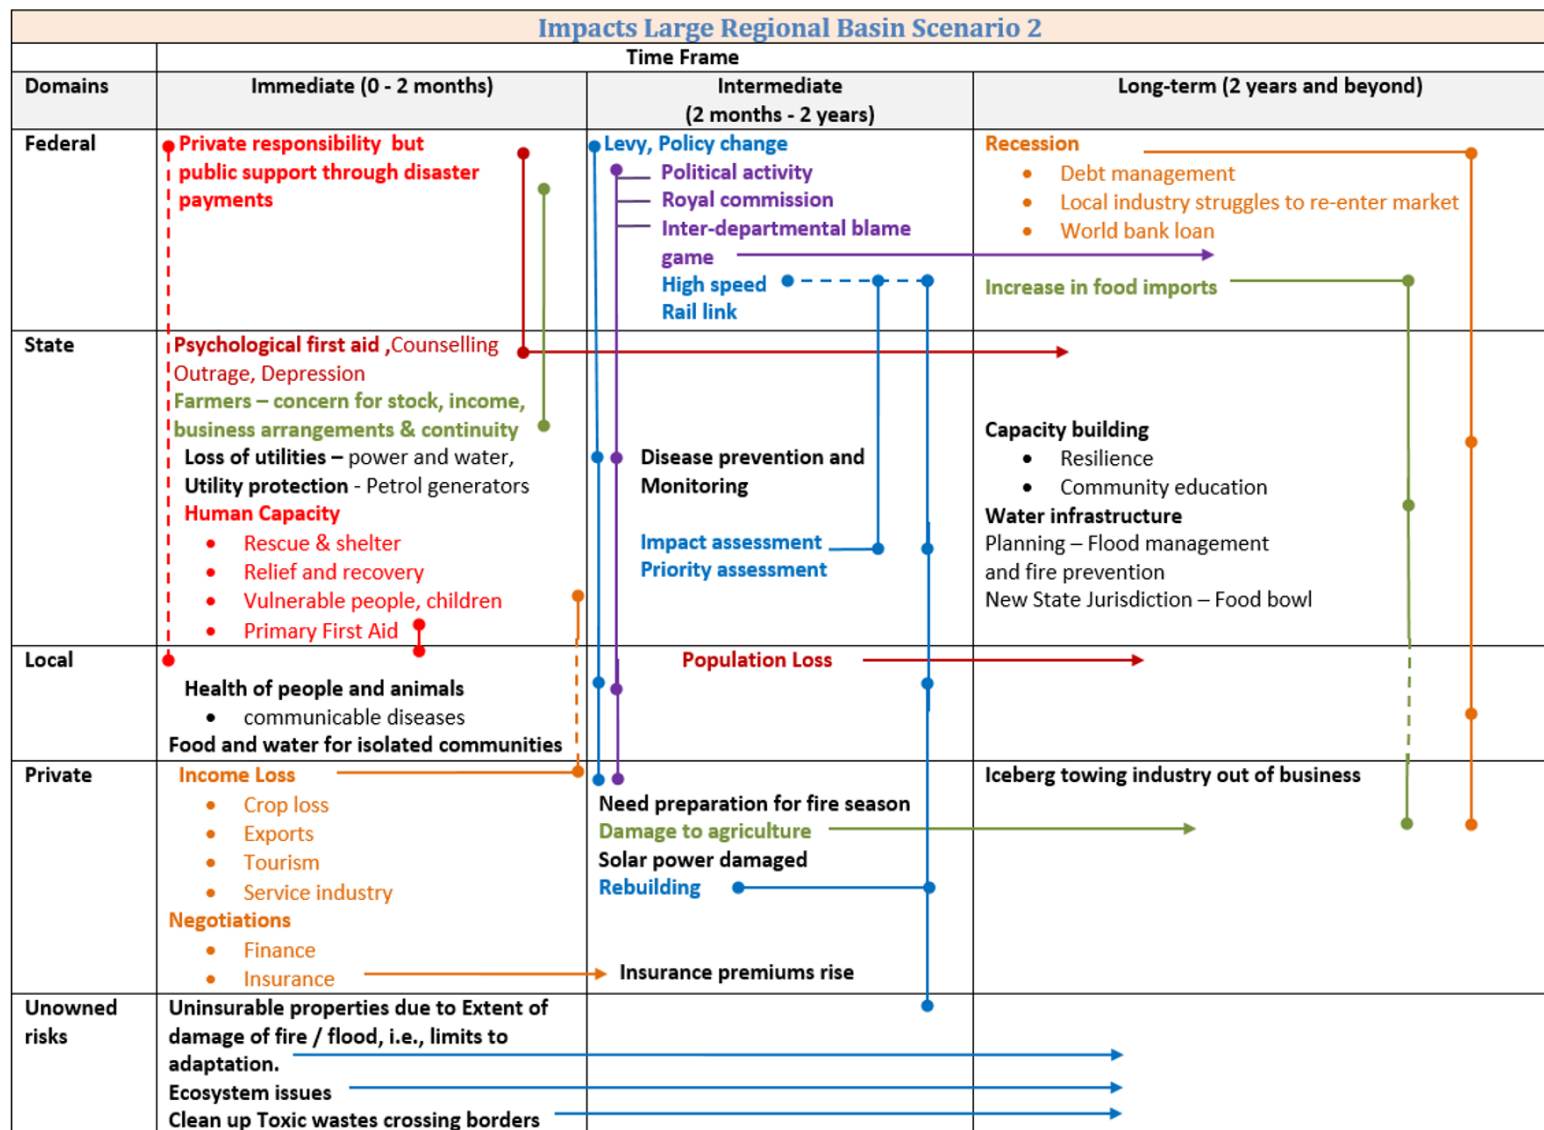 Impacts Large Regional Basin Scenario 2
Time Frame
Domains
Immediate (0 - 2 months)
Intermediate
(2 months - 2 years)
Long-term (2 years and beyond)
Federal
Private responsibility but
public support through disaster
payments
Levy, Policy change
Political activity
Royal commission
Inter-departmental blame
game
High speed
Rail link
Recession
• Debt management
• Local industry struggles to re-enter market
• World bank loan
Increase in food imports
State
Psychological first aid ,Counselling
Outrage, Depression
Farmers – concern for stock, income,
business arrangements & continuity
Loss of utilities – power and water,
Utility protection - Petrol generators
Human Capacity
• Rescue & shelter
• Relief and recovery
• Vulnerable people, children
• Primary First Aid
Disease prevention and
Monitoring
Impact assessment
Priority assessment
Capacity building
• Resilience
• Community education
Water infrastructure
Planning – Flood management
and fire prevention
New State Jurisdiction – Food bowl
Local
Health of people and animals
• communicable diseases
Food and water for isolated communities
Population Loss
Private
Income Loss
• Crop loss
• Exports
• Tourism
• Service industry
Negotiations
• Finance
• Insurance
Need preparation for fire season
Damage to agriculture
Solar power damaged
Rebuilding
Insurance premiums rise
Iceberg towing industry out of business
Unowned
risks
Uninsurable properties due to Extent of
damage of fire / flood, i.e., limits to
adaptation.
Ecosystem issues
Clean up Toxic wastes crossing borders